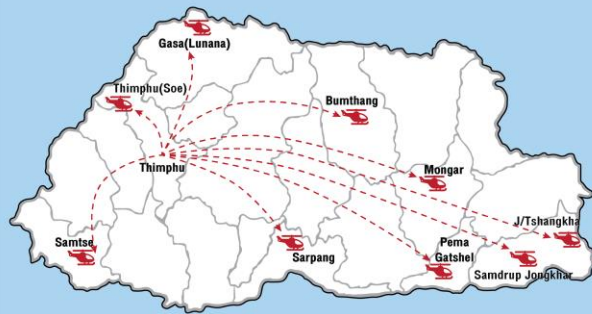 Gasa(Lunana)
Thimphu(Soe)
Bumthang
Thimphu
Mongar
J/Tshangkha
Samtse
Sarpang
Pema
Gatshel
Samdrup Jongkhar